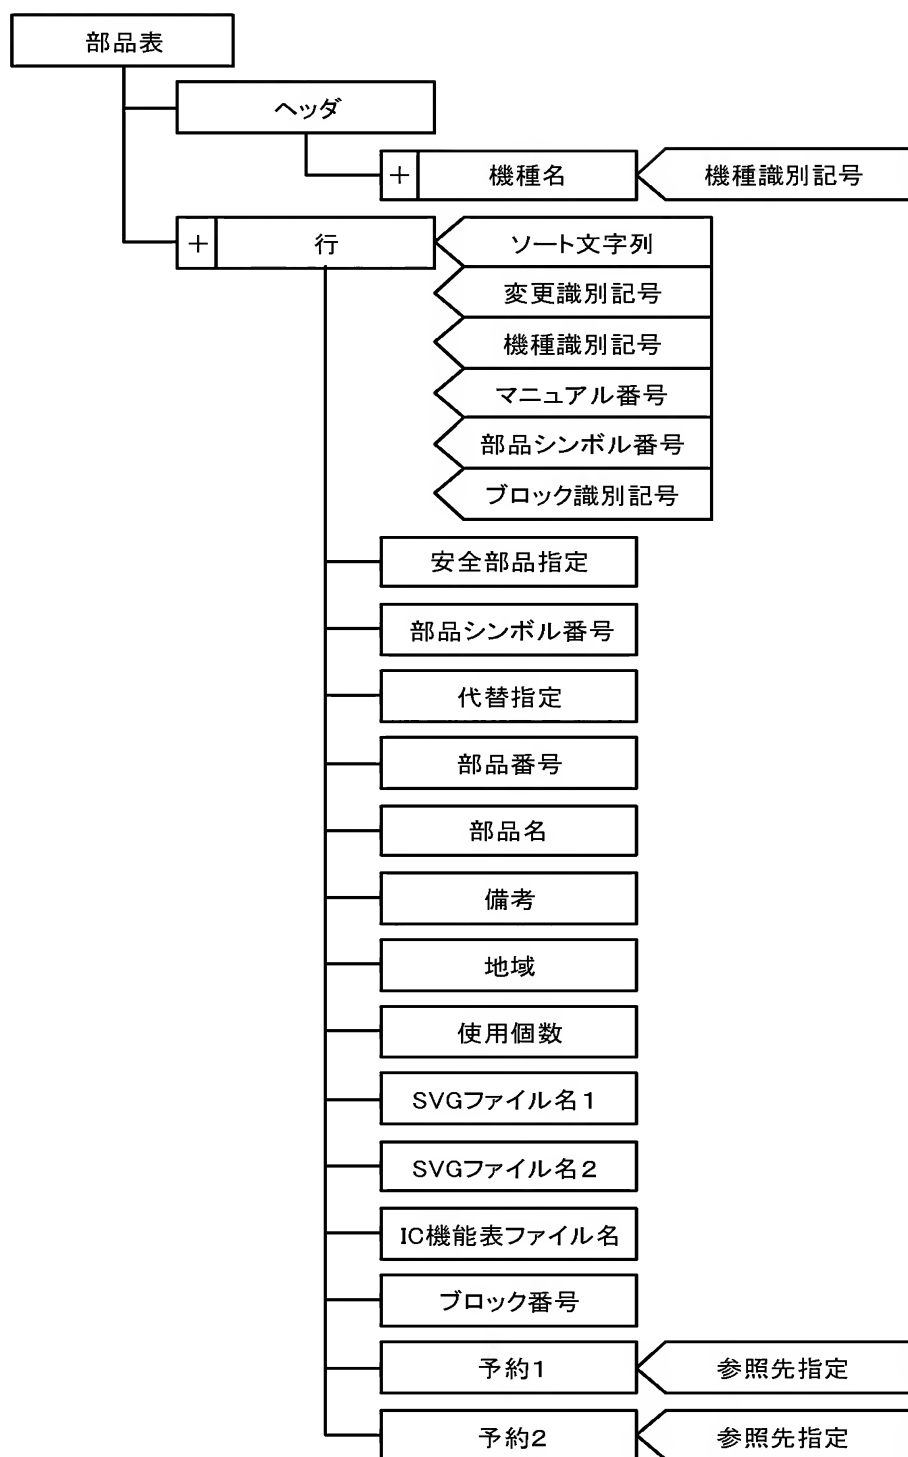 部品表
ヘッダ
+ 機種名 機種識別記号
+ 行 ソート文字列
変更識別記号
機種識別記号
マニュアル番号
部品シンボル番号
ブロック識別記号
安全部品指定
部品シンボル番号
代替指定
部品番号
部品名
備考
地域
使用個数
SVGファイル名1
SVGファイル名2
IC機能表ファイル名
ブロック番号
予約1 参照先指定
予約2 参照先指定